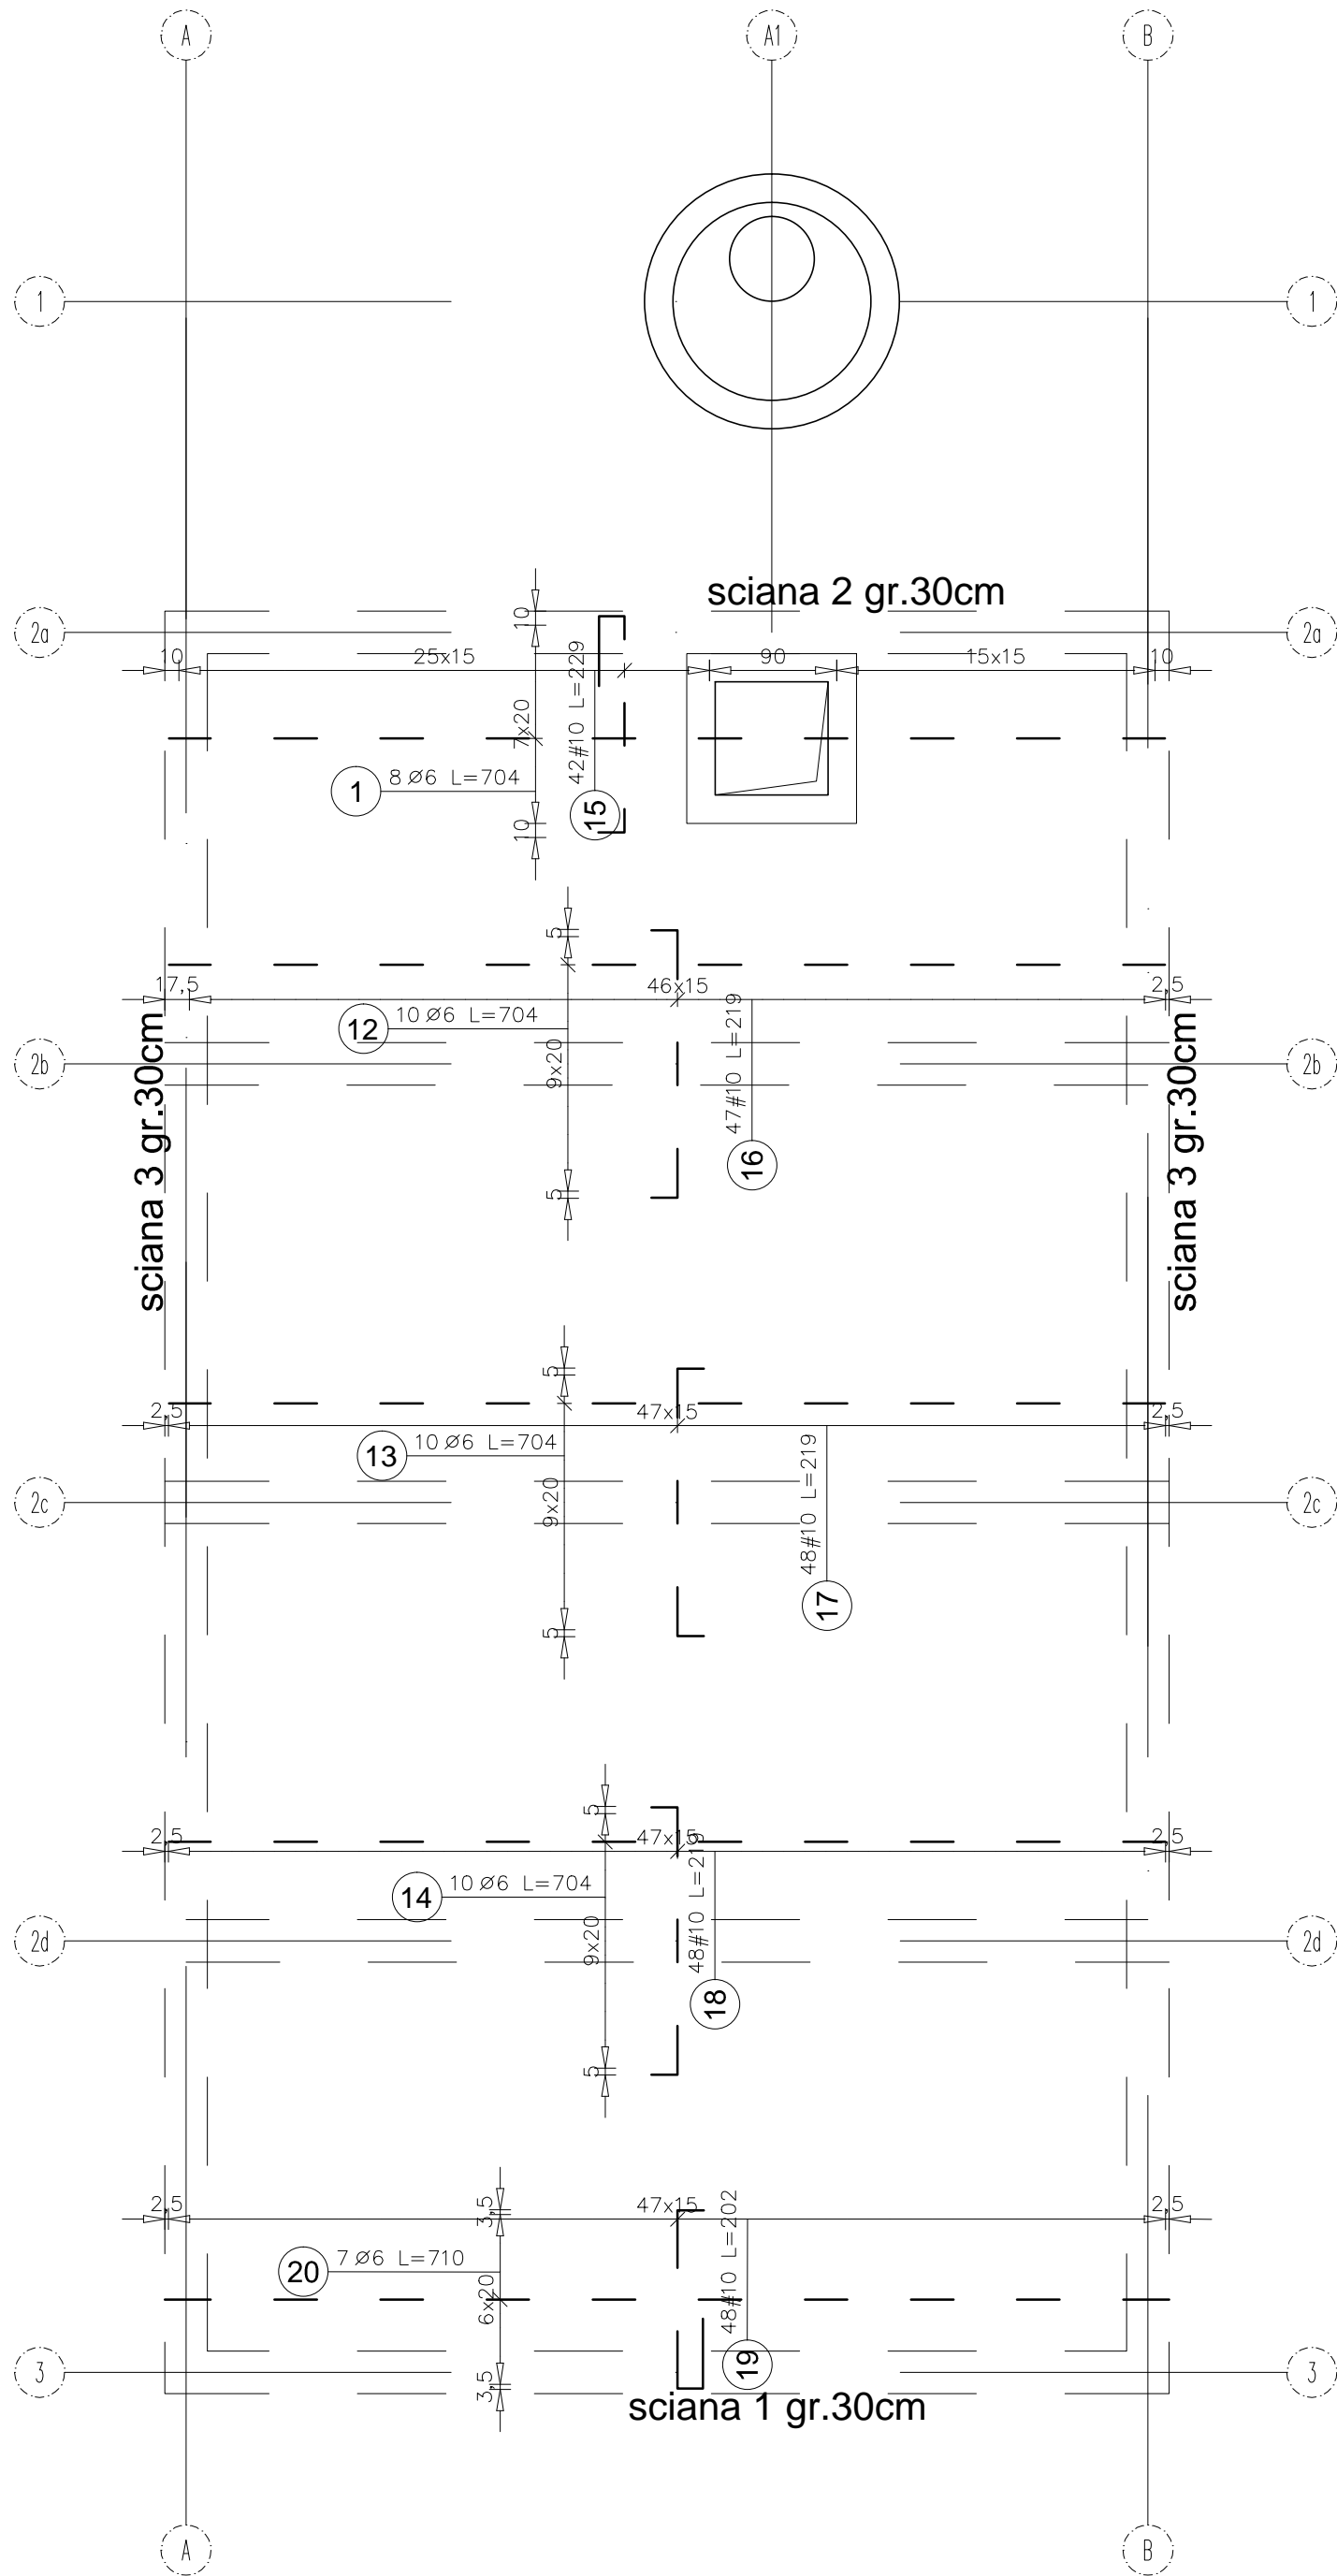 A
A1
B
1
1
sciana 2 gr.30cm
2a
2a
10
10
25x15
90
15x15
10
7x20
42#10 L=229
8 Ø6 L=704
1
15
10
5
17,5
46x15
2,5
12
10 Ø6 L=704
9x20
47#10 L=219
16
sciana 3 gr.30cm
sciana 3 gr.30cm
2b
2b
5
5
2,5
47x15
2,5
13
10 Ø6 L=704
9x20
48#10 L=219
17
2c
2c
5
5
2,5
47x15
2,5
14
10 Ø6 L=704
9x20
48#10 L=219
18
2d
2d
5
2,5
3,5
47x15
2,5
20
7 Ø6 L=710
6x20
48#10 L=202
19
3
3
3,5
sciana 1 gr.30cm
A
B